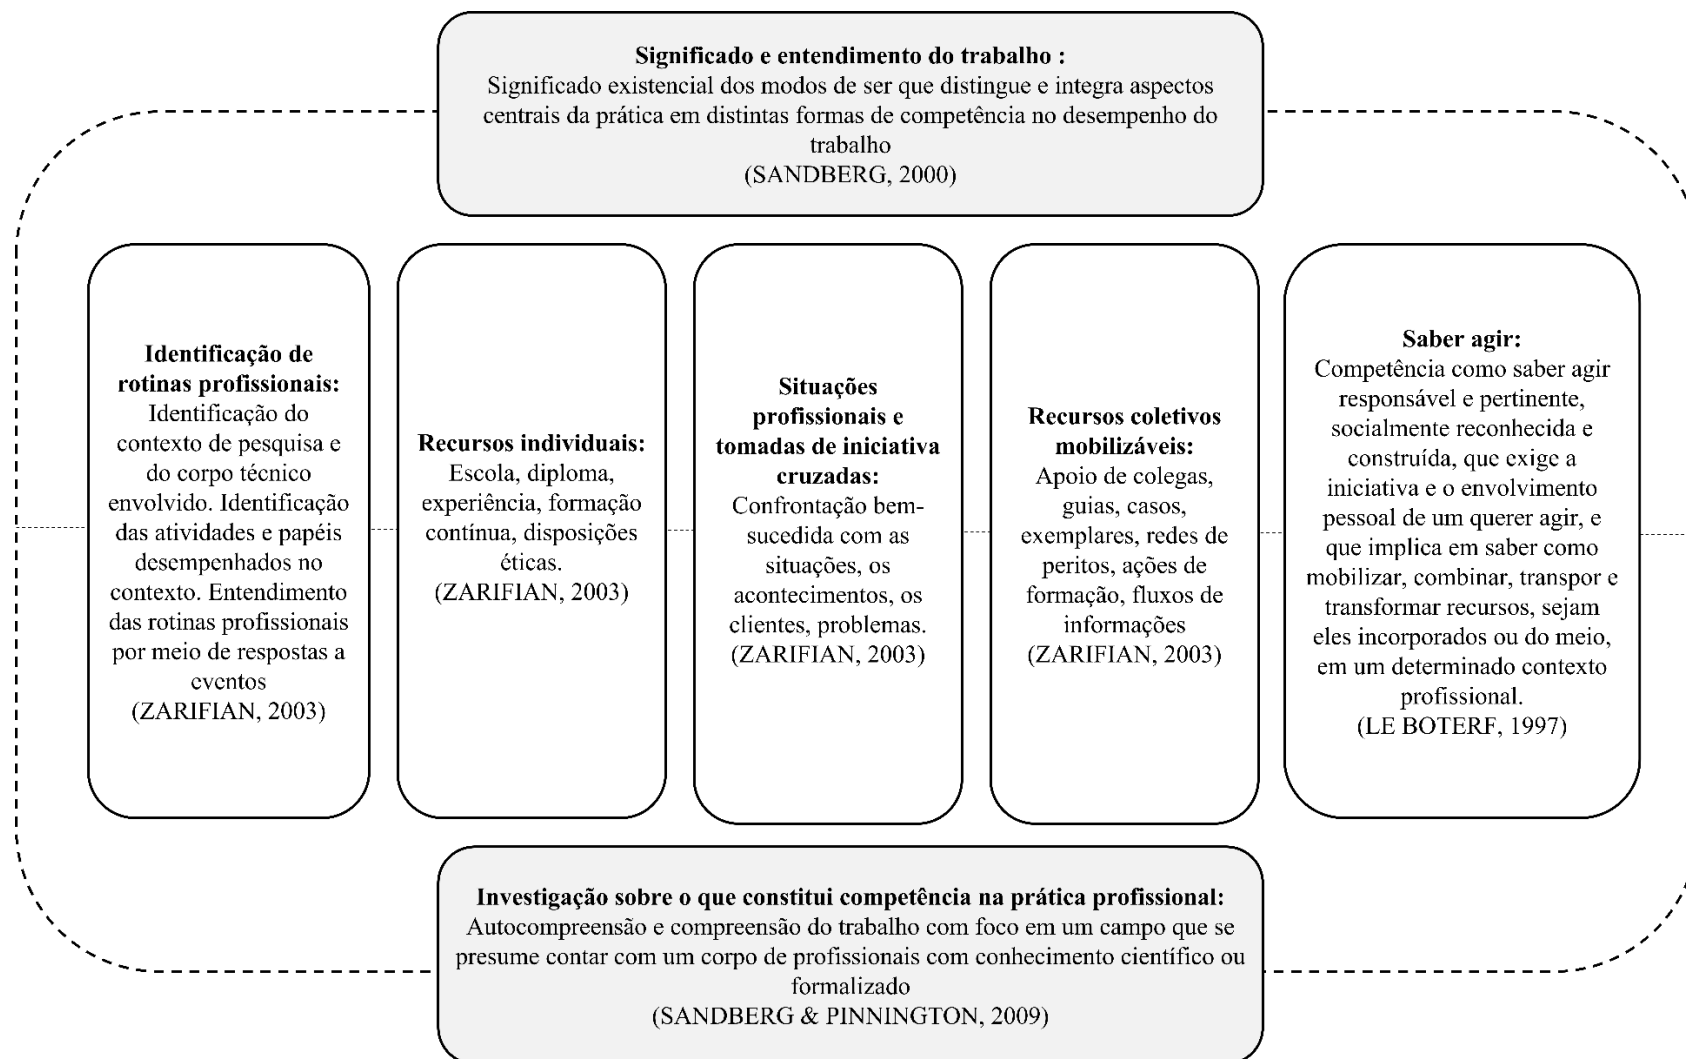 Significado e entendimento do trabalho :
Significado existencial dos modos de ser que distingue e integra aspectos
centrais da prática em distintas formas de competência no desempenho do
trabalho
(SANDBERG, 2000)
Identificação de
rotinas profissionais:
Identificação do
contexto de pesquisa e
do corpo técnico
envolvido. Identificação
das atividades e papéis
desempenhados no
contexto. Entendimento
das rotinas profissionais
por meio de respostas a
eventos
(ZARIFIAN, 2003)
Recursos individuais:
Escola, diploma,
experiência, formação
contínua, disposições
éticas.
(ZARIFIAN, 2003)
Situações
profissionais e
tomadas de iniciativa
cruzadas:
Confrontação bem-
sucedida com as
situações, os
acontecimentos, os
clientes, problemas.
(ZARIFIAN, 2003)
Recursos coletivos
mobilizáveis:
Apoio de colegas,
guias, casos,
exemplares, redes de
peritos, ações de
formação, fluxos de
informações
(ZARIFIAN, 2003)
Saber agir:
Competência como saber agir
responsável e pertinente,
socialmente reconhecida e
construída, que exige a
iniciativa e o envolvimento
pessoal de um querer agir, e
que implica em saber como
mobilizar, combinar, transpor e
transformar recursos, sejam
eles incorporados ou do meio,
em um determinado contexto
profissional.
(LE BOTERF, 1997)
Investigação sobre o que constitui competência na prática profissional:
Autocompreensão e compreensão do trabalho com foco em um campo que se
presume contar com um corpo de profissionais com conhecimento científico ou
formalizado
(SANDBERG & PINNINGTON, 2009)